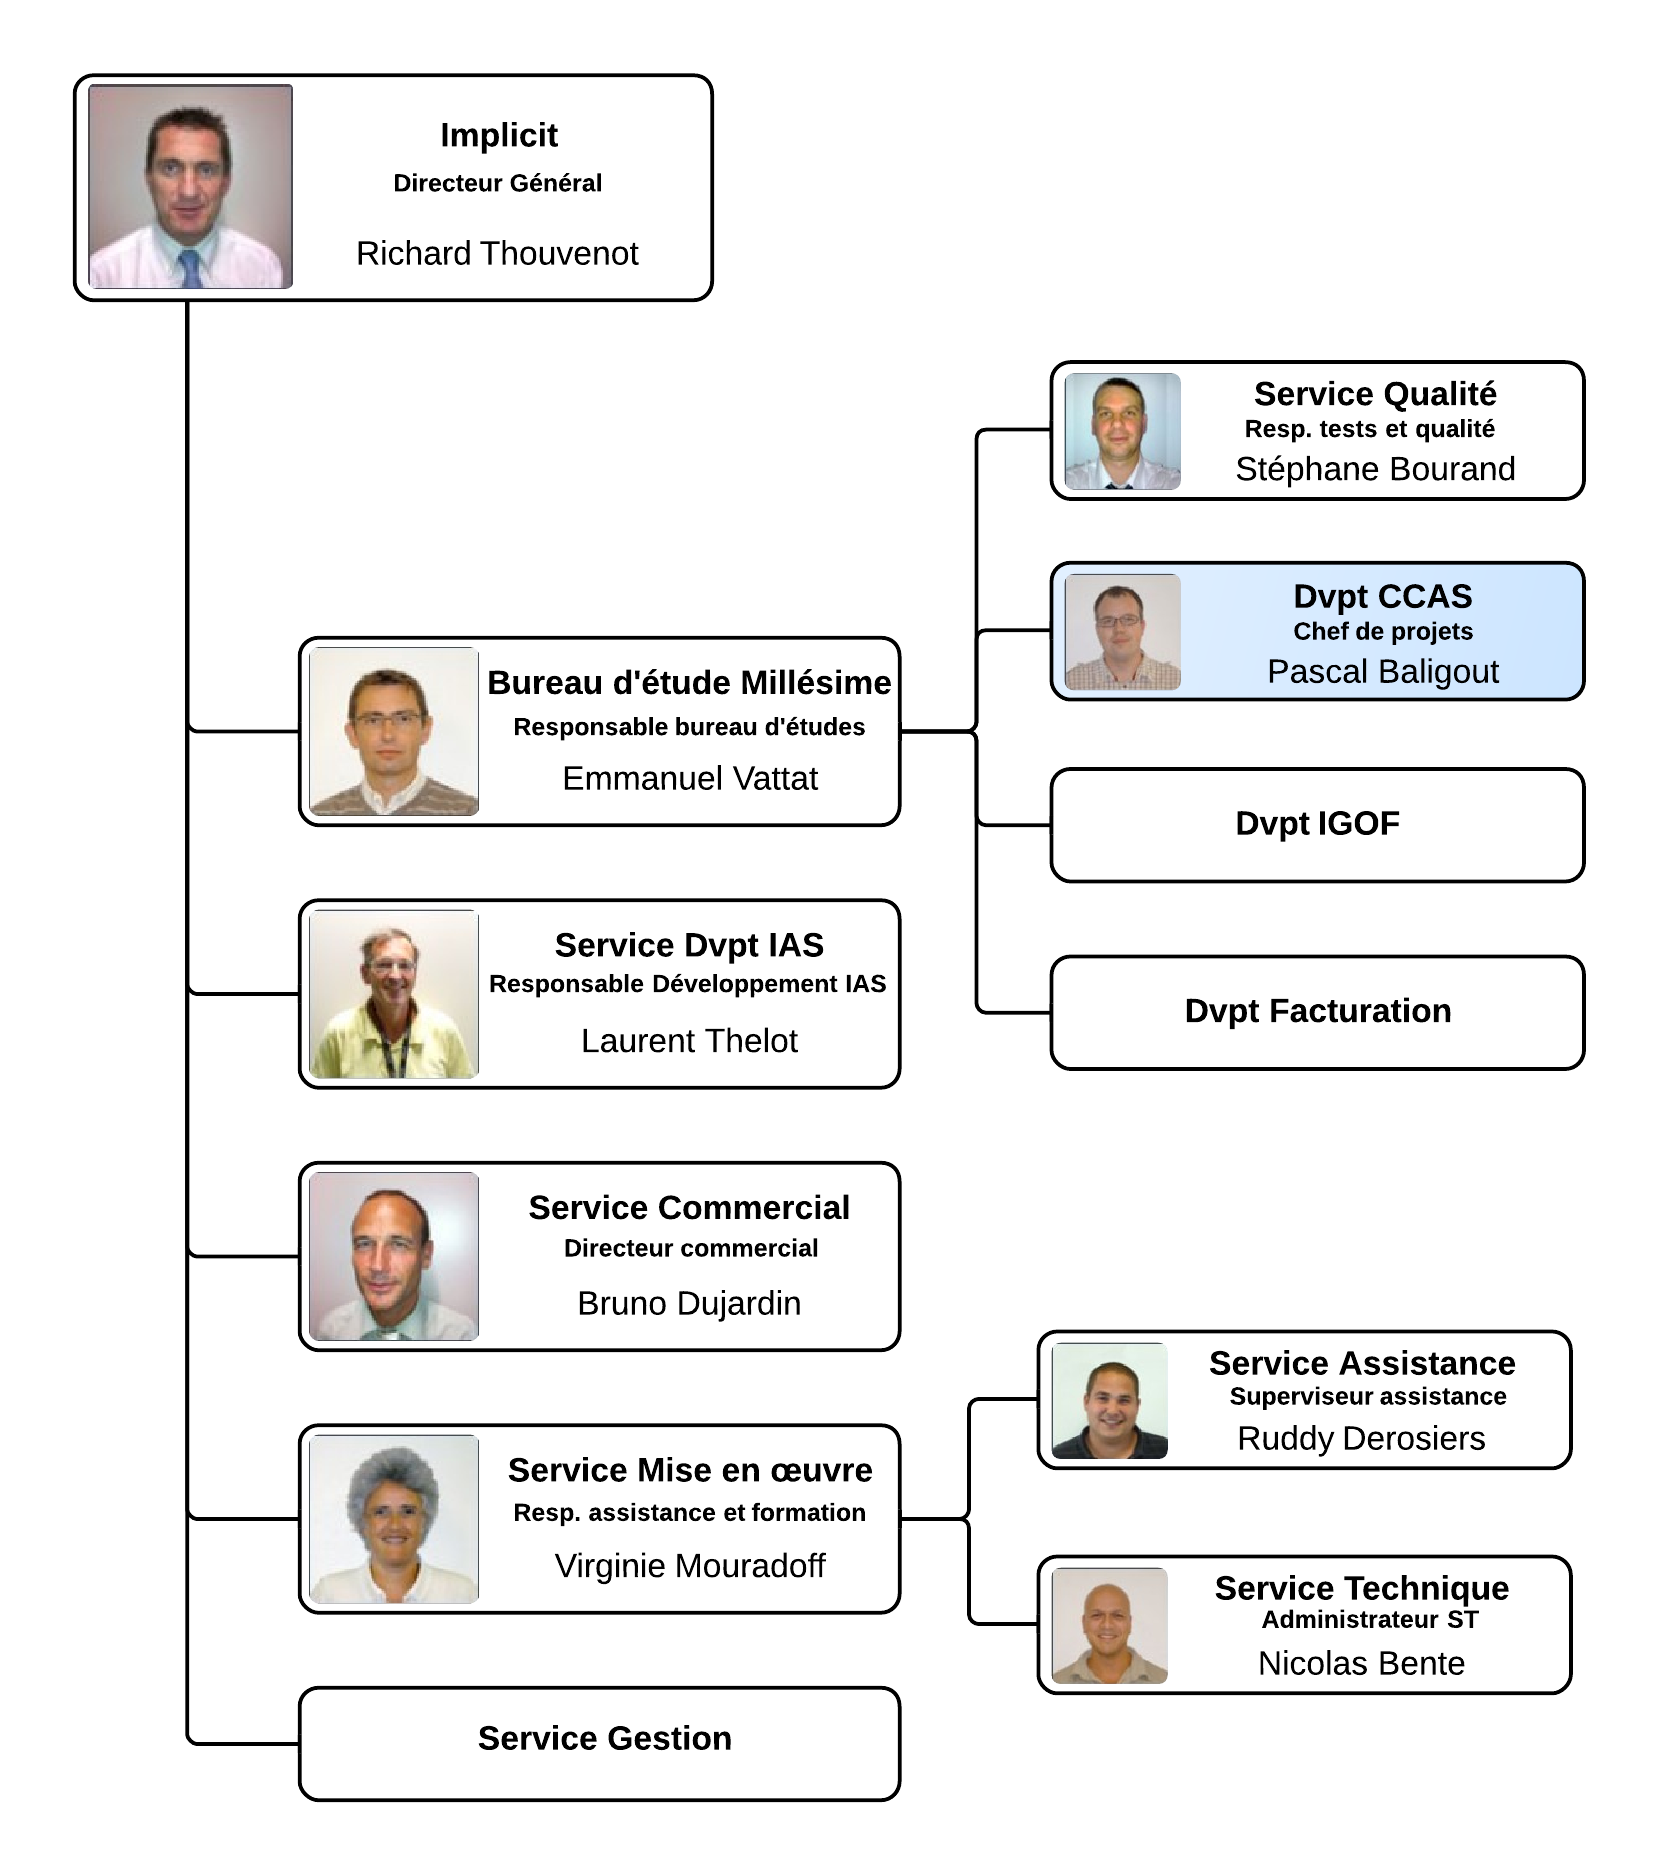 Implicit
Directeur Général
Richard Thouvenot
Service Qualité
Resp. tests et qualité
Stéphane Bourand
Dvpt CCAS
Chef de projets
Pascal Baligout
Bureau d'étude Millésime
Responsable bureau d'études
Emmanuel Vattat
Dvpt IGOF
Service Dvpt IAS
Responsable Développement IAS
Laurent Thelot
Dvpt Facturation
Service Commercial
Directeur commercial
Bruno Dujardin
Service Assistance
Superviseur assistance
Ruddy Derosiers
Service Mise en œuvre
Resp. assistance et formation
Virginie Mouradoff
Service Technique
Administrateur ST
Nicolas Bente
Service Gestion